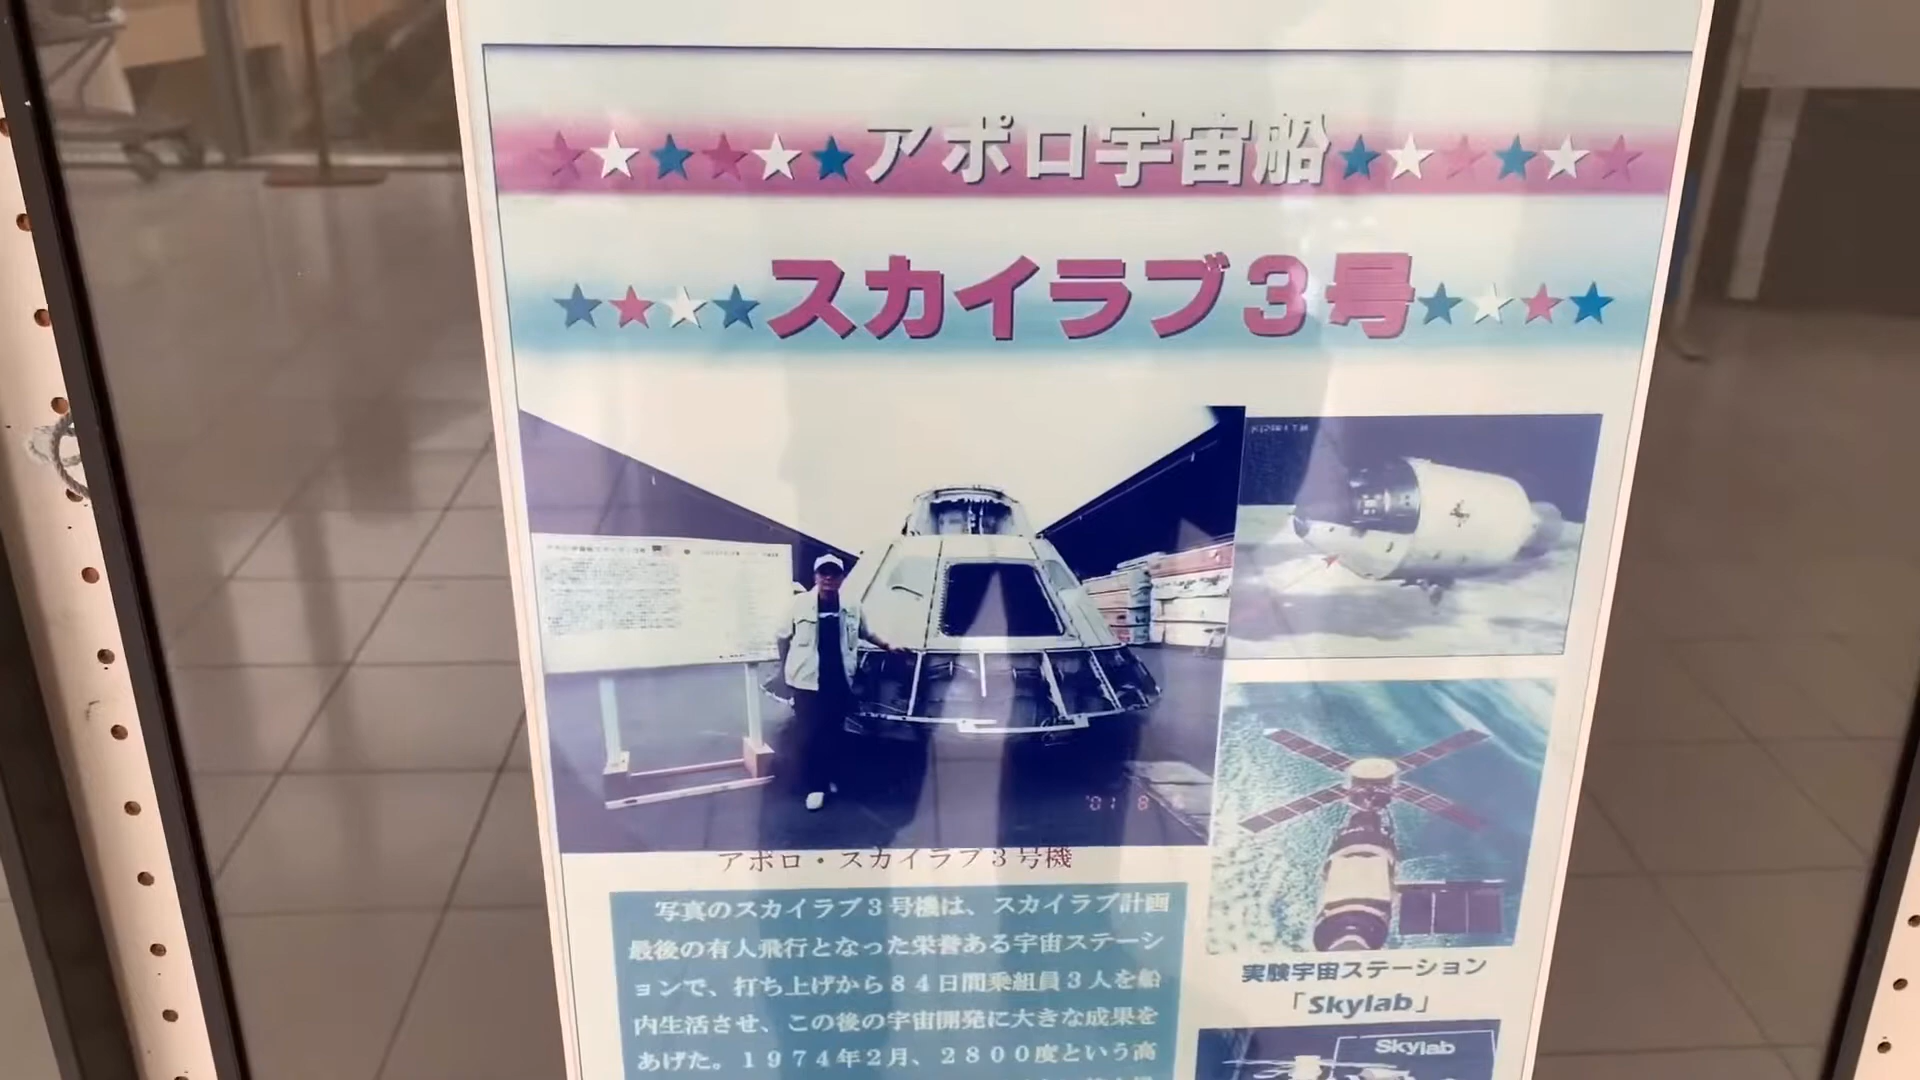 アポロ宇宙船
スカイラブ3号
'01 8
アポロ・スカイラブ3号機
写真のスカイラブ3号機は、スカイラブ計画
最後の有人飛行となった栄誉ある宇宙ステーシ
ョンで、打ち上げから84日間乗組員3人を船
内生活させ、この後の宇宙開発に大きな成果を
あげた。1974年2月、2800度という高
実験宇宙ステーション
「Skylab」
Skylab